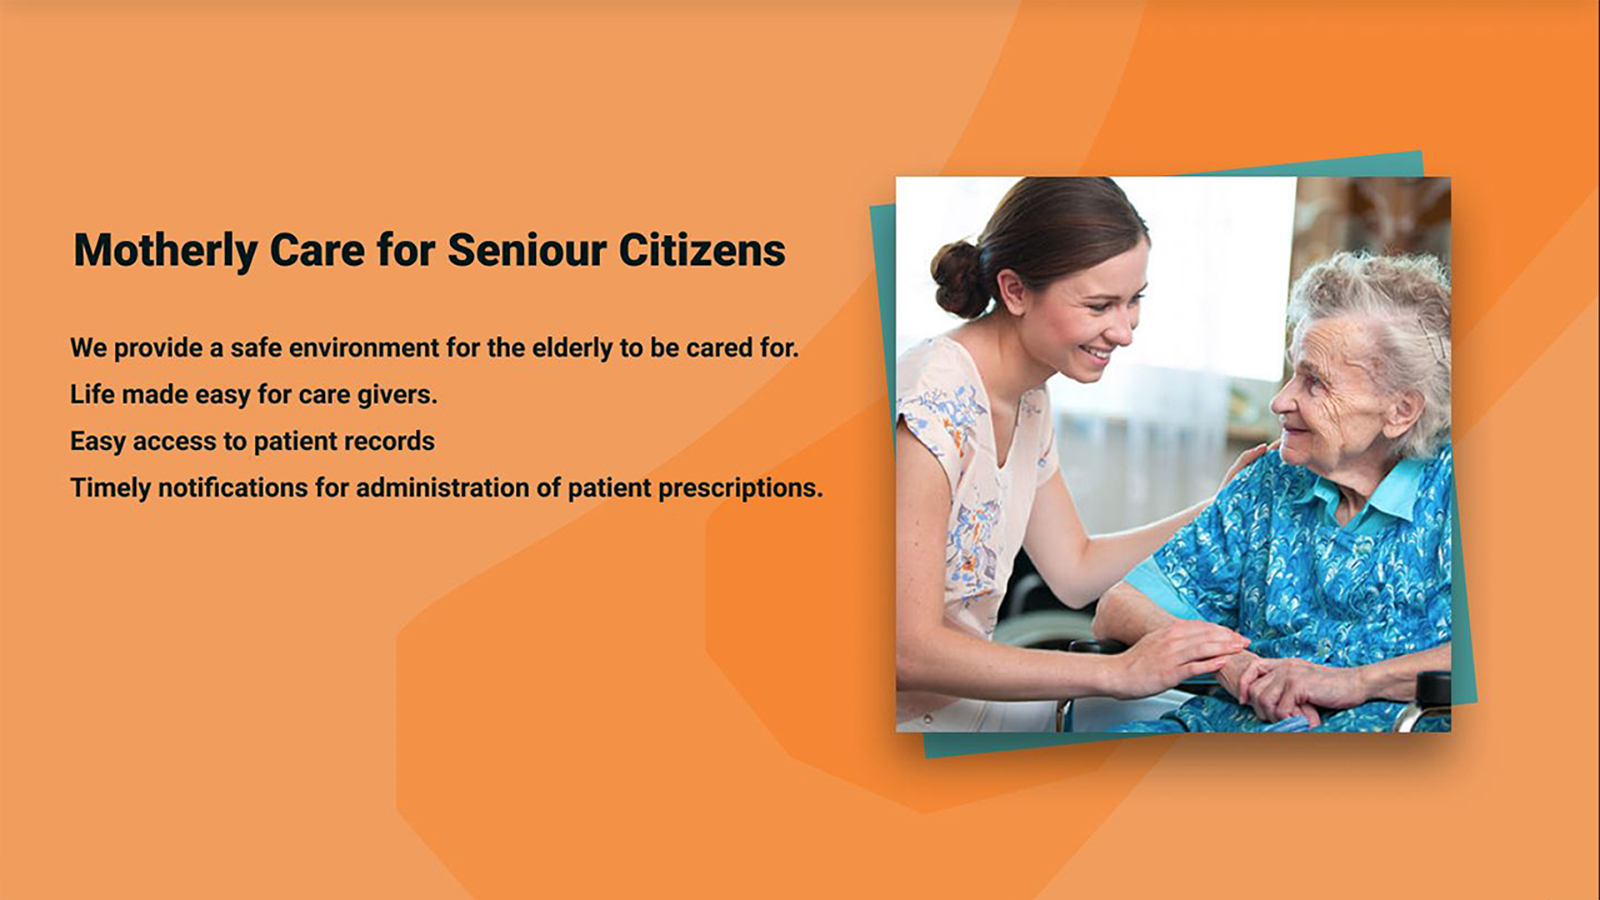 Motherly Care for Seniour Citizens
We provide a safe environment for the elderly to be cared for.
Life made easy for care givers.
Easy access to patient records
Timely notifications for administration of patient prescriptions.